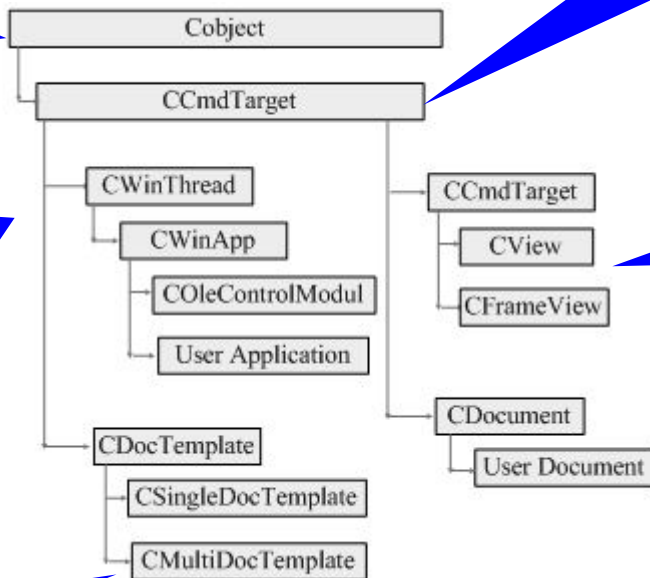 Cobject
CCmdTarget
CWinThread
CWinApp
COleControlModul
User Application
CDocTemplate
CSingleDocTemplate
CMultiDocTemplate
CCmdTarget
CView
CFrameView
CDocument
User Document